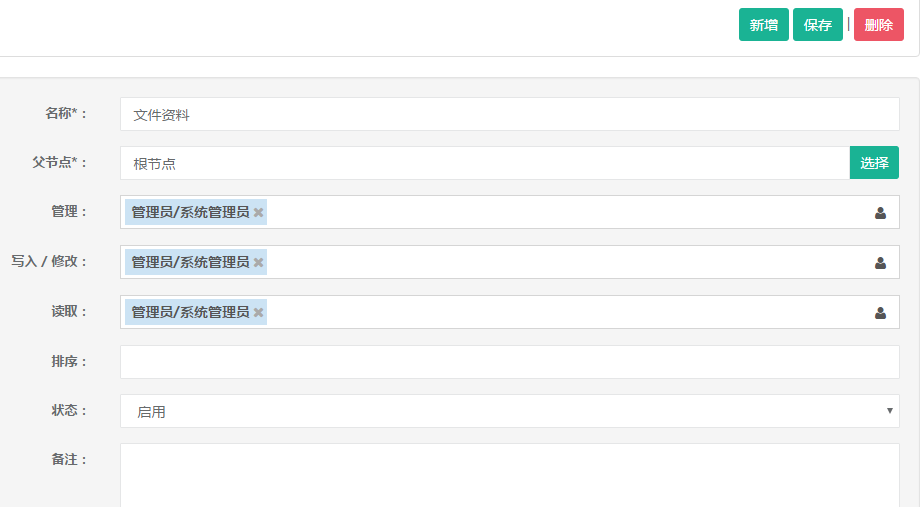 新增 保存 | 删除
名称*： 文件资料
父节点*： 根节点 选择
管理： 管理员/系统管理员
写入 / 修改： 管理员/系统管理员
读取： 管理员/系统管理员
排序：
状态： 启用
备注：